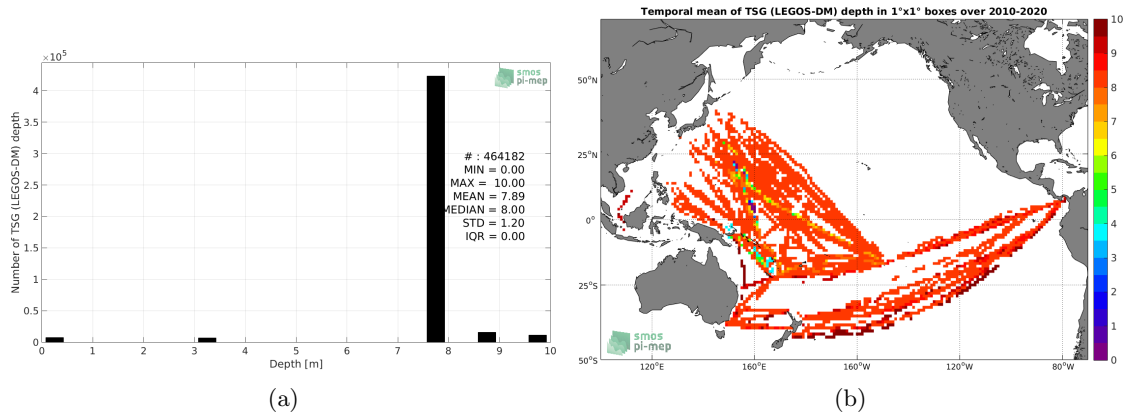 ×10⁵
smos
pi-mep
4
3.5
3
2.5
2
1.5
1
0.5
0
Number of TSG (LEGOS-DM) depth
# : 464182
MIN = 0.00
MAX = 10.00
MEAN = 7.89
MEDIAN = 8.00
STD = 1.20
IQR = 0.00
0 1 2 3 4 5 6 7 8 9 10
Depth [m]
(a)
Temporal mean of TSG (LEGOS-DM) depth in 1°x1° boxes over 2010-2020
50°N
25°N
0°
25°S
50°S
120°E 160°E 160°W 120°W 80°W
10
9
8
7
6
5
4
3
2
1
0
smos
pi-mep
(b)